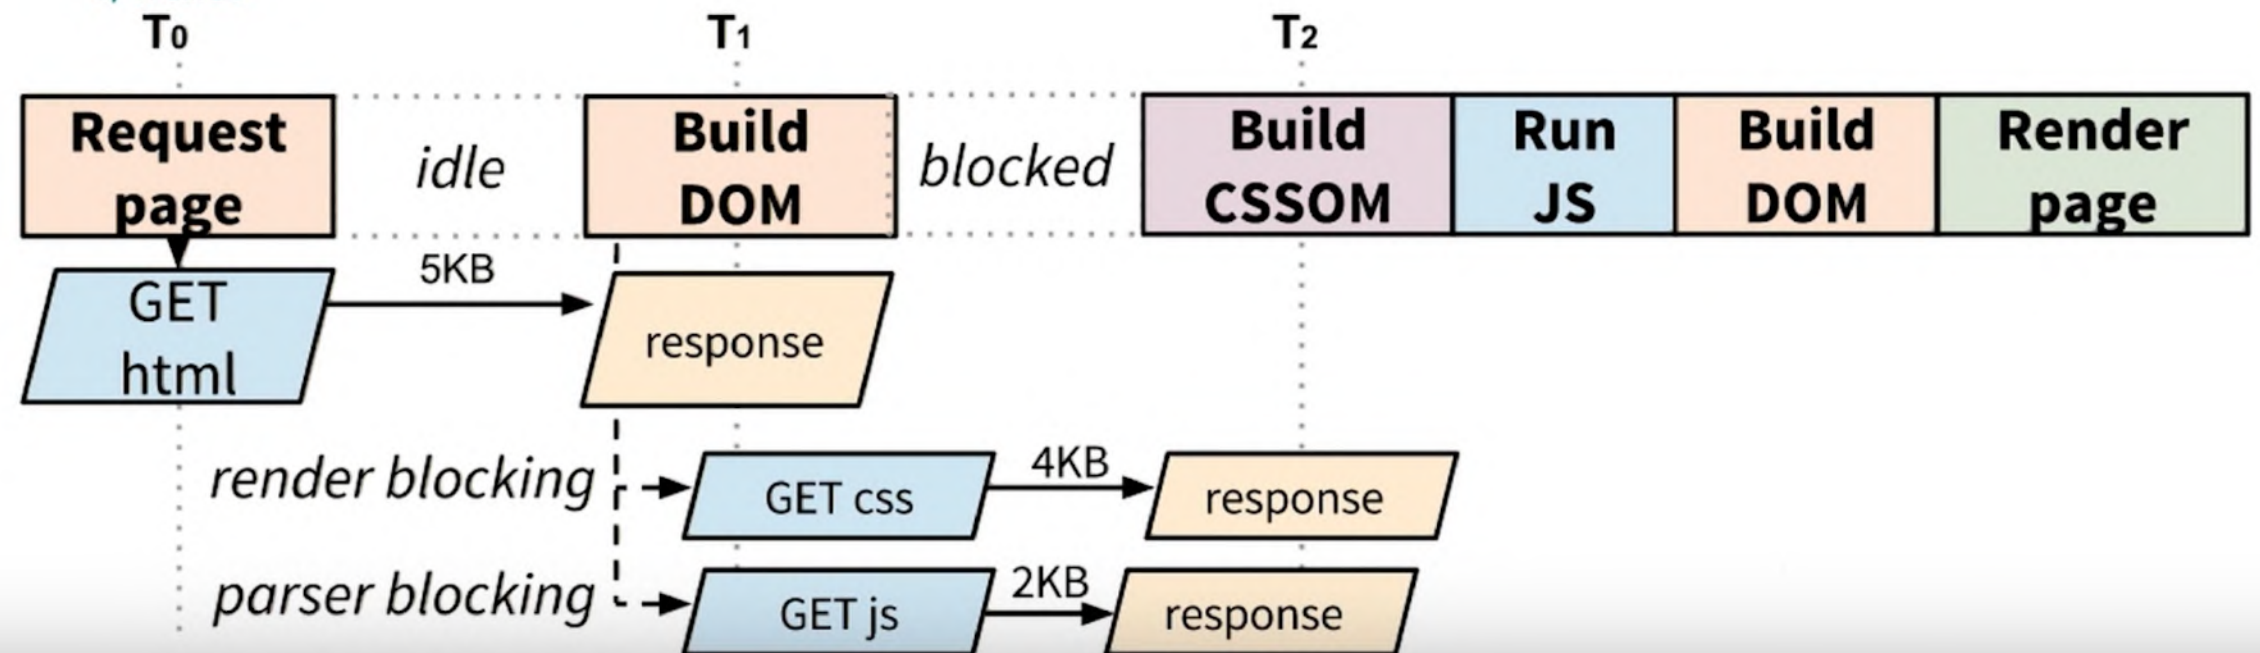 T0
T1
T2
Request
page
idle
Build
DOM
blocked
Build
CSSOM
Run
JS
Build
DOM
Render
page
GET
html
5KB
response
render blocking
GET css
4KB
response
parser blocking
GET js
2KB
response